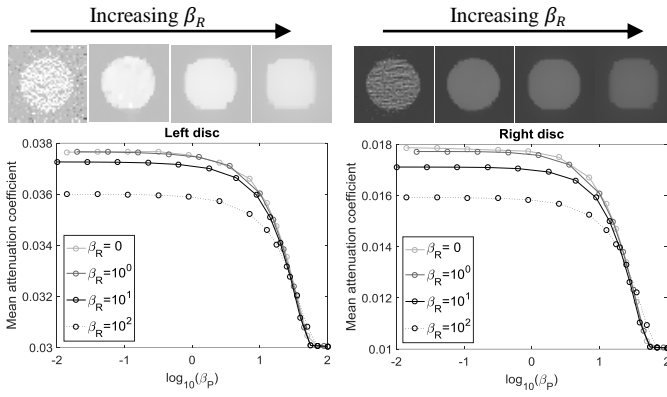 Increasing β_R
Increasing β_R
Left disc
Mean attenuation coefficient
0.038
0.036
0.034
0.032
0.03
β_R = 0
β_R=10^0
β_R=10^1
β_R=10^2
-2
-1
0
1
2
log_10(β_P)
Right disc
Mean attenuation coefficient
0.018
0.016
0.014
0.012
0.01
β_R = 0
β_R=10^0
β_R=10^1
β_R=10^2
-2
-1
0
1
2
log_10(β_P)